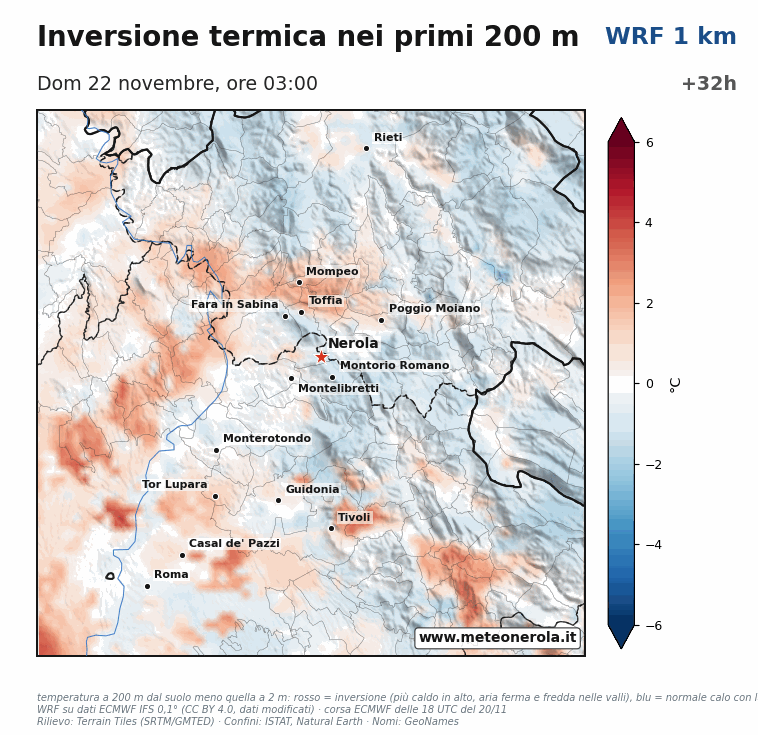 Inversione termica nei primi 200 m
WRF 1 km
Dom 22 novembre, ore 03:00
+32h
Rieti
Mompeo
Fara in Sabina
Toffia
Poggio Moiano
Nerola
Montorio Romano
Montelibretti
Monterotondo
Tor Lupara
Guidonia
Tivoli
Casal de' Pazzi
Roma
www.meteonerola.it
6
4
2
0
−2
−4
−6
°C
temperatura a 200 m dal suolo meno quella a 2 m: rosso = inversione (più caldo in alto, aria ferma e fredda nelle valli), blu = normale calo con l
WRF su dati ECMWF IFS 0,1° (CC BY 4.0, dati modificati) · corsa ECMWF delle 18 UTC del 20/11
Rilievo: Terrain Tiles (SRTM/GMTED) · Confini: ISTAT, Natural Earth · Nomi: GeoNames